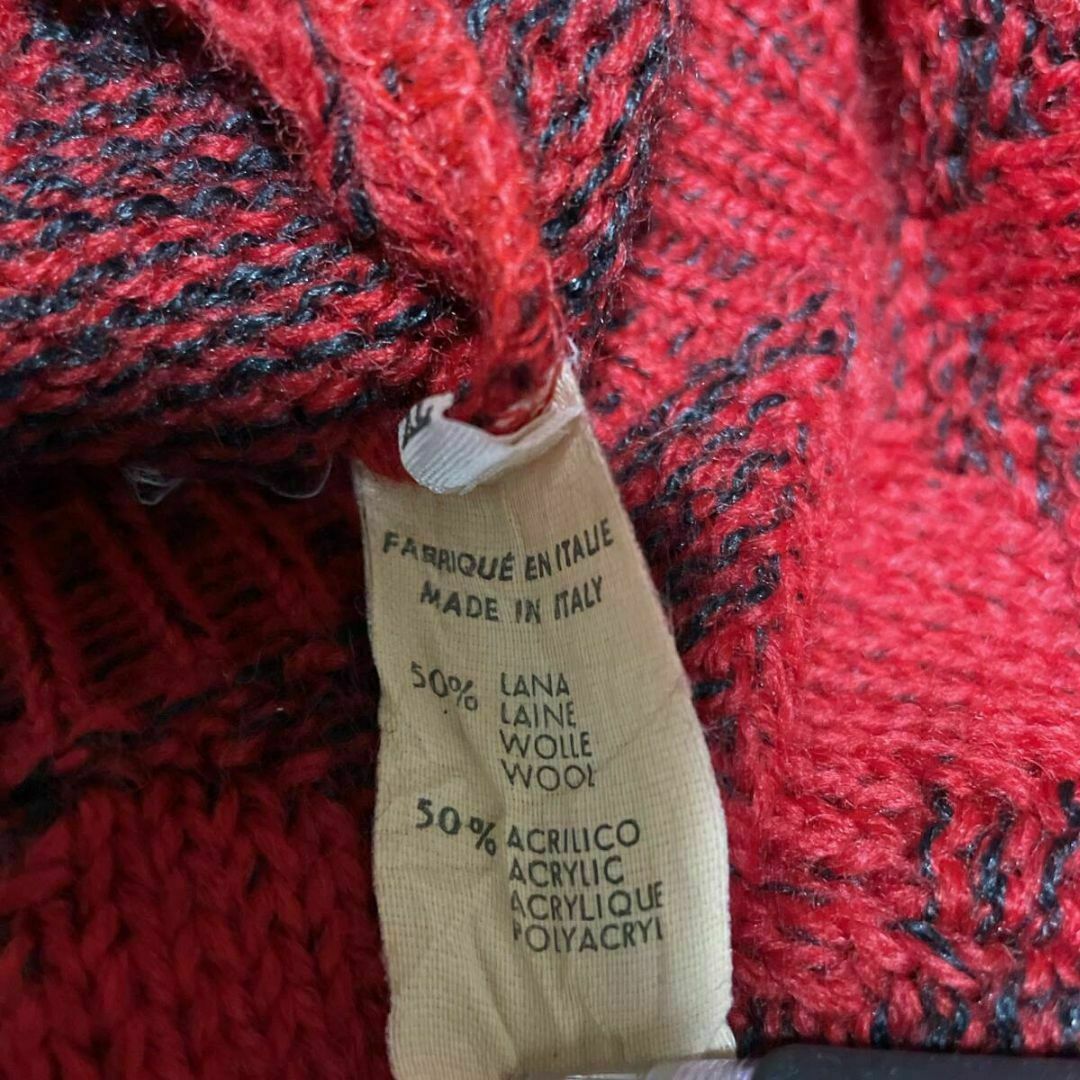 FABRIQUÉ EN ITALIE
MADE IN ITALY
50% LANA
LAINE
WOLLE
WOOL
50% ACRILICO
ACRYLIC
ACRYLIQUE
POLYACRYL